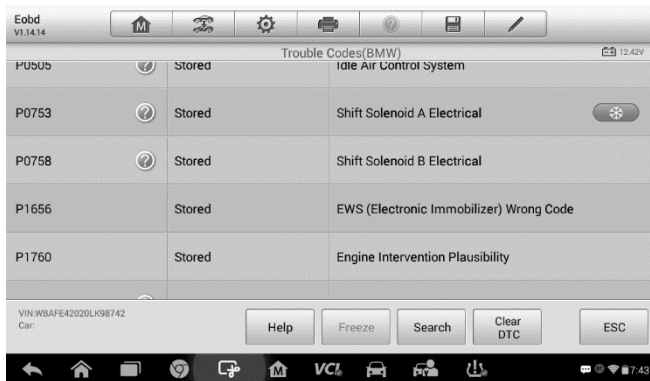 Eobd
V1.14.14
Trouble Codes(BMW)
12.42V
P0505 Stored Idle Air Control System
P0753 Stored Shift Solenoid A Electrical
P0758 Stored Shift Solenoid B Electrical
P1656 Stored EWS (Electronic Immobilizer) Wrong Code
P1760 Stored Engine Intervention Plausibility
VIN:WBAFE42020LK98742
Car:
Help
Freeze
Search
Clear
DTC
ESC
VCI
7:43